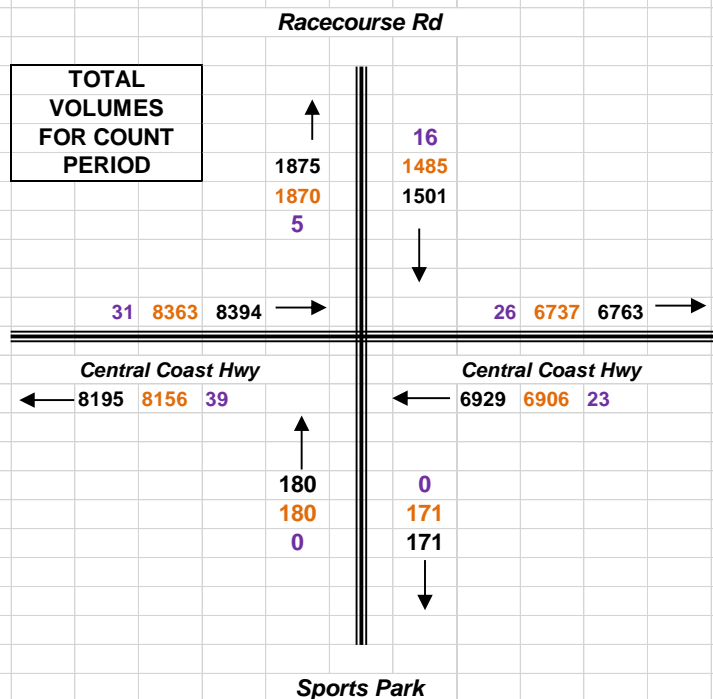 Racecourse Rd
TOTAL
VOLUMES
FOR COUNT
PERIOD
16
1875 1485
1870 1501
5
31 8363 8394 26 6737 6763
Central Coast Hwy Central Coast Hwy
8195 8156 39 6929 6906 23
180 0
180 171
0 171
Sports Park